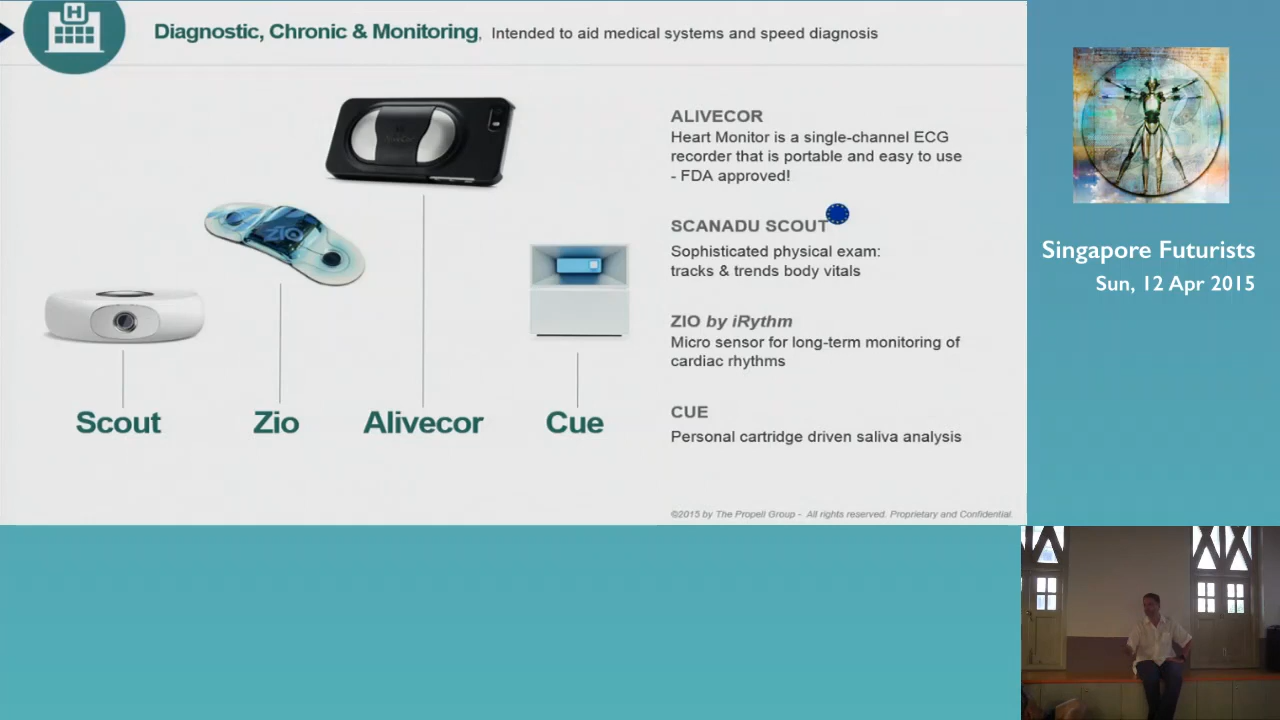 H
Diagnostic, Chronic & Monitoring, Intended to aid medical systems and speed diagnosis
ZIO
Scout
Zio
Alivecor
Cue
ALIVECOR
Heart Monitor is a single-channel ECG
recorder that is portable and easy to use
- FDA approved!
SCANADU SCOUT
Sophisticated physical exam:
tracks & trends body vitals
ZIO by iRythm
Micro sensor for long-term monitoring of
cardiac rhythms
CUE
Personal cartridge driven saliva analysis
©2015 by The Propell Group - All rights reserved. Proprietary and Confidential.
Singapore Futurists
Sun, 12 Apr 2015